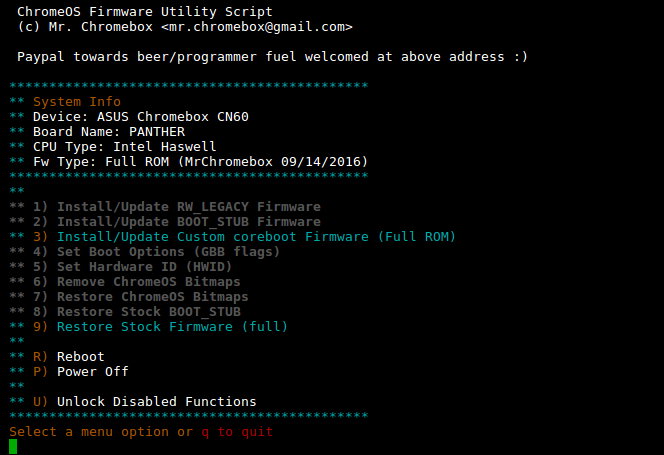 ChromeOS Firmware Utility Script
(c) Mr. Chromebox <mr.chromebox@gmail.com>
Paypal towards beer/programmer fuel welcomed at above address :)
*********************************************
** System Info
** Device: ASUS Chromebox CN60
** Board Name: PANTHER
** CPU Type: Intel Haswell
** Fw Type: Full ROM (MrChromebox 09/14/2016)
*********************************************
**
** 1) Install/Update RW_LEGACY Firmware
** 2) Install/Update BOOT_STUB Firmware
** 3) Install/Update Custom coreboot Firmware (Full ROM)
** 4) Set Boot Options (GBB flags)
** 5) Set Hardware ID (HWID)
** 6) Remove ChromeOS Bitmaps
** 7) Restore ChromeOS Bitmaps
** 8) Restore Stock BOOT_STUB
** 9) Restore Stock Firmware (full)
**
** R) Reboot
** P) Power Off
**
** U) Unlock Disabled Functions
*********************************************
Select a menu option or q to quit